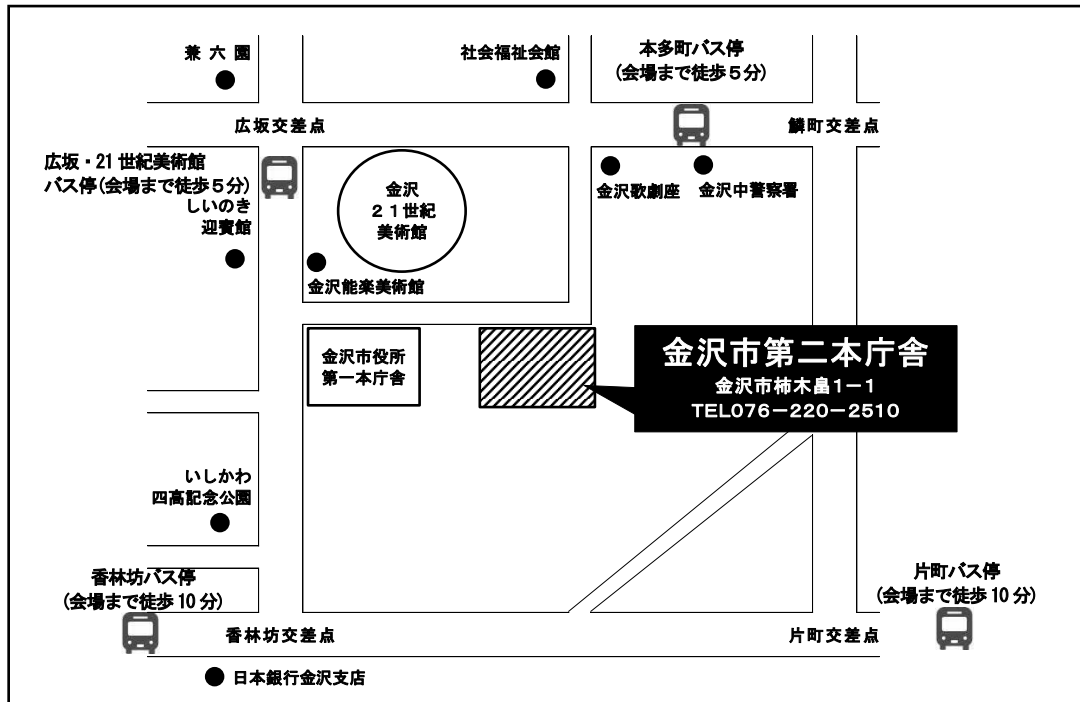 兼六園
社会福祉会館
本多町バス停
(会場まで徒歩5分)
広坂交差点
鱗町交差点
広坂・21世紀美術館
バス停(会場まで徒歩5分)
しいのき
迎賓館
金沢
21世紀
美術館
金沢歌劇座
金沢中警察署
金沢能楽美術館
金沢市役所
第一本庁舎
金沢市第二本庁舎
金沢市柿木畠1-1
TEL076-220-2510
いしかわ
四高記念公園
香林坊バス停
(会場まで徒歩10分)
片町バス停
(会場まで徒歩10分)
香林坊交差点
片町交差点
日本銀行金沢支店